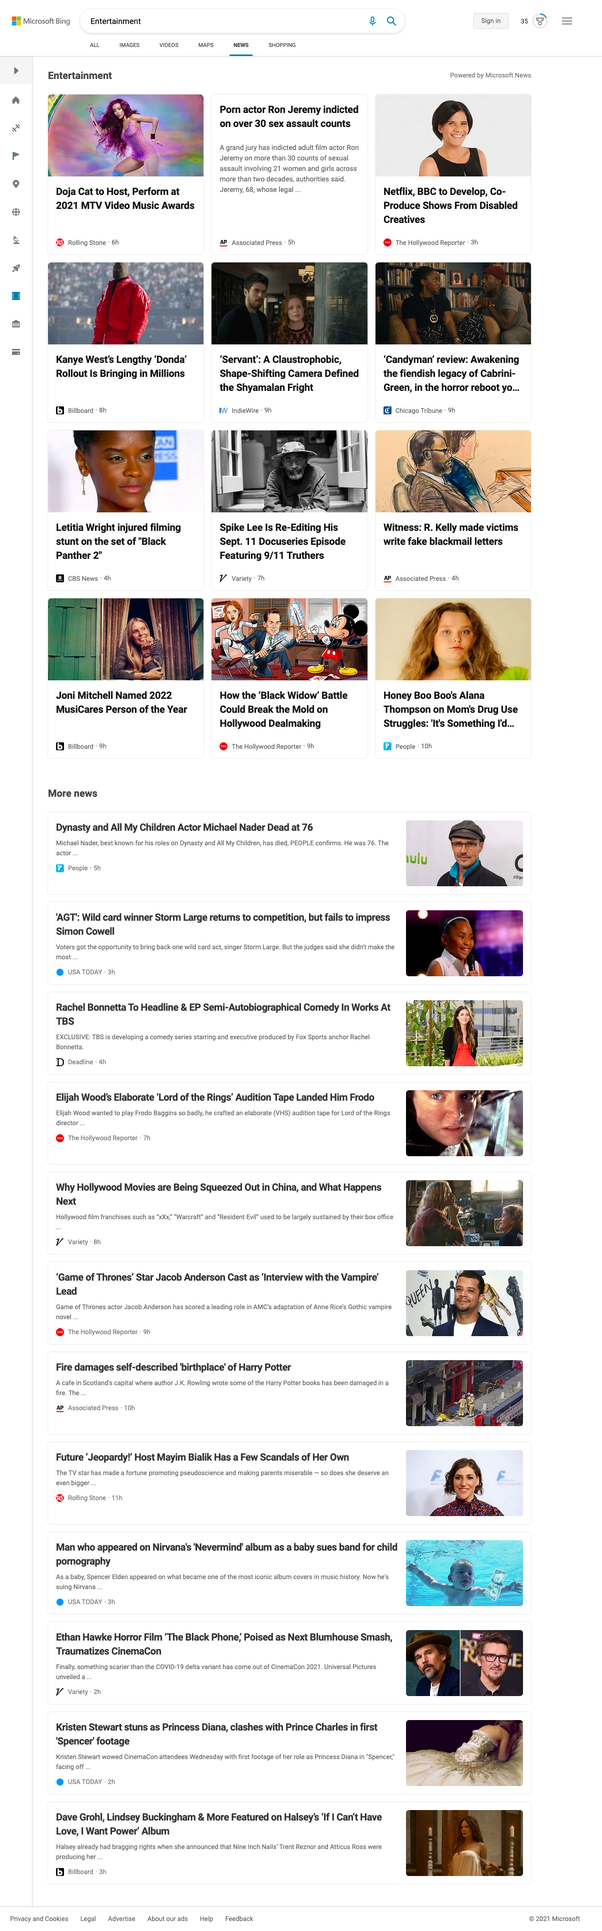 Microsoft Bing
Entertainment
Sign in
35
ALL
IMAGES
VIDEOS
MAPS
NEWS
SHOPPING
Entertainment
Powered by Microsoft News
Doja Cat to Host, Perform at
2021 MTV Video Music Awards
Rolling Stone · 6h
Porn actor Ron Jeremy indicted
on over 30 sex assault counts
A grand jury has indicted adult film actor Ron
Jeremy on more than 30 counts of sexual
assault involving 21 women and girls across
more than two decades, authorities said.
Jeremy, 68, whose legal ...
AP Associated Press · 5h
Netflix, BBC to Develop, Co-
Produce Shows From Disabled
Creatives
The Hollywood Reporter · 3h
Kanye West's Lengthy ‘Donda’
Rollout Is Bringing in Millions
Billboard · 8h
‘Servant’: A Claustrophobic,
Shape-Shifting Camera Defined
the Shyamalan Fright
IW IndieWire · 9h
‘Candyman’ review: Awakening
the fiendish legacy of Cabrini-
Green, in the horror reboot yo...
Chicago Tribune · 9h
Letitia Wright injured filming
stunt on the set of "Black
Panther 2"
CBS News · 4h
Spike Lee Is Re-Editing His
Sept. 11 Docuseries Episode
Featuring 9/11 Truthers
Variety · 7h
Witness: R. Kelly made victims
write fake blackmail letters
AP Associated Press · 4h
Joni Mitchell Named 2022
MusiCares Person of the Year
Billboard · 9h
How the ‘Black Widow’ Battle
Could Break the Mold on
Hollywood Dealmaking
The Hollywood Reporter · 9h
Honey Boo Boo's Alana
Thompson on Mom's Drug Use
Struggles: 'It's Something I'd...
People · 10h
More news
Dynasty and All My Children Actor Michael Nader Dead at 76
Michael Nader, best known for his roles on Dynasty and All My Children, has died, PEOPLE confirms. He was 76. The
actor ...
People · 5h
hulu
'AGT': Wild card winner Storm Large returns to competition, but fails to impress
Simon Cowell
Voters got the opportunity to bring back one wild card act, singer Storm Large. But the judges said she didn't make the
most ...
USA TODAY · 3h
Rachel Bonnetta To Headline & EP Semi-Autobiographical Comedy In Works At
TBS
EXCLUSIVE: TBS is developing a comedy series starring and executive produced by Fox Sports anchor Rachel
Bonnetta.
Deadline · 4h
Elijah Wood's Elaborate ‘Lord of the Rings’ Audition Tape Landed Him Frodo
Elijah Wood wanted to play Frodo Baggins so badly, he crafted an elaborate (VHS) audition tape for Lord of the Rings
director ...
The Hollywood Reporter · 7h
Why Hollywood Movies are Being Squeezed Out in China, and What Happens
Next
Hollywood film franchises such as "xXx," "Warcraft" and "Resident Evil" used to be largely sustained by their box office
...
Variety · 8h
‘Game of Thrones’ Star Jacob Anderson Cast as ‘Interview with the Vampire’
Lead
Game of Thrones actor Jacob Anderson has scored a leading role in AMC's adaptation of Anne Rice's Gothic vampire
novel ...
The Hollywood Reporter · 9h
QUEEN
Fire damages self-described 'birthplace' of Harry Potter
A cafe in Scotland's capital where author J.K. Rowling wrote some of the Harry Potter books has been damaged in a
fire. The ...
AP Associated Press · 10h
Future ‘Jeopardy!’ Host Mayim Bialik Has a Few Scandals of Her Own
The TV star has made a fortune promoting pseudoscience and making parents miserable — so does she deserve an
even bigger ...
Rolling Stone · 11h
Man who appeared on Nirvana's 'Nevermind' album as a baby sues band for child
pornography
As a baby, Spencer Elden appeared on what became one of the most iconic album covers in music history. Now he's
suing Nirvana ...
USA TODAY · 3h
Ethan Hawke Horror Film ‘The Black Phone,’ Poised as Next Blumhouse Smash,
Traumatizes CinemaCon
Finally, something scarier than the COVID-19 delta variant has come out of CinemaCon 2021. Universal Pictures
unveiled a ...
Variety · 2h
Kristen Stewart stuns as Princess Diana, clashes with Prince Charles in first
'Spencer' footage
Kristen Stewart wowed CinemaCon attendees Wednesday with first footage of her role as Princess Diana in "Spencer,"
facing off ...
USA TODAY · 2h
Dave Grohl, Lindsey Buckingham & More Featured on Halsey's ‘If I Can't Have
Love, I Want Power’ Album
Halsey already had bragging rights when she announced that Nine Inch Nails' Trent Reznor and Atticus Ross were
producing her ...
Billboard · 3h
Privacy and Cookies
Legal
Advertise
About our ads
Help
Feedback
© 2021 Microsoft